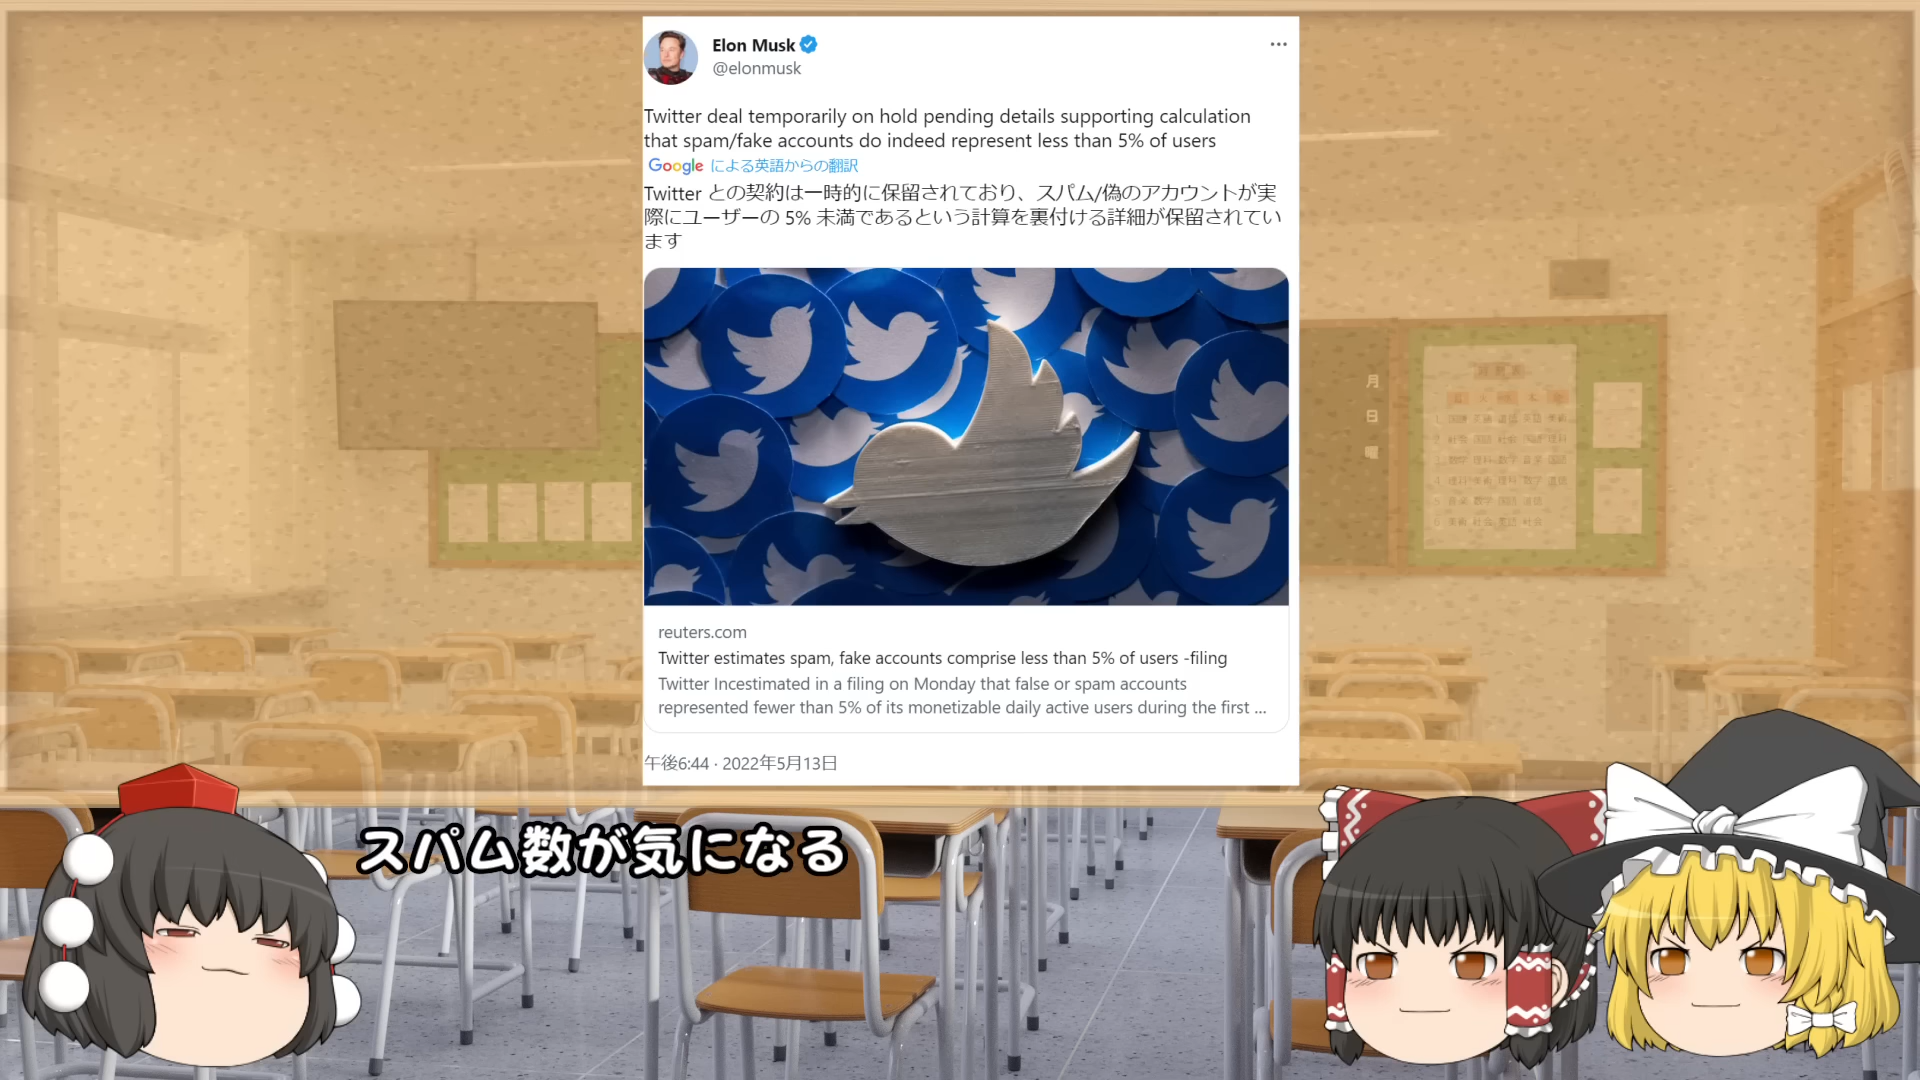 Elon Musk
@elonmusk
Twitter deal temporarily on hold pending details supporting calculation
that spam/fake accounts do indeed represent less than 5% of users
Google による英語からの翻訳
Twitter との契約は一時的に保留されており、スパム/偽のアカウントが実
際にユーザーの 5% 未満であるという計算を裏付ける詳細が保留されてい
ます
reuters.com
Twitter estimates spam, fake accounts comprise less than 5% of users -filing
Twitter Incestimated in a filing on Monday that false or spam accounts
represented fewer than 5% of its monetizable daily active users during the first ...
午後6:44 · 2022年5月13日
月
日
曜
スパム数が気になる